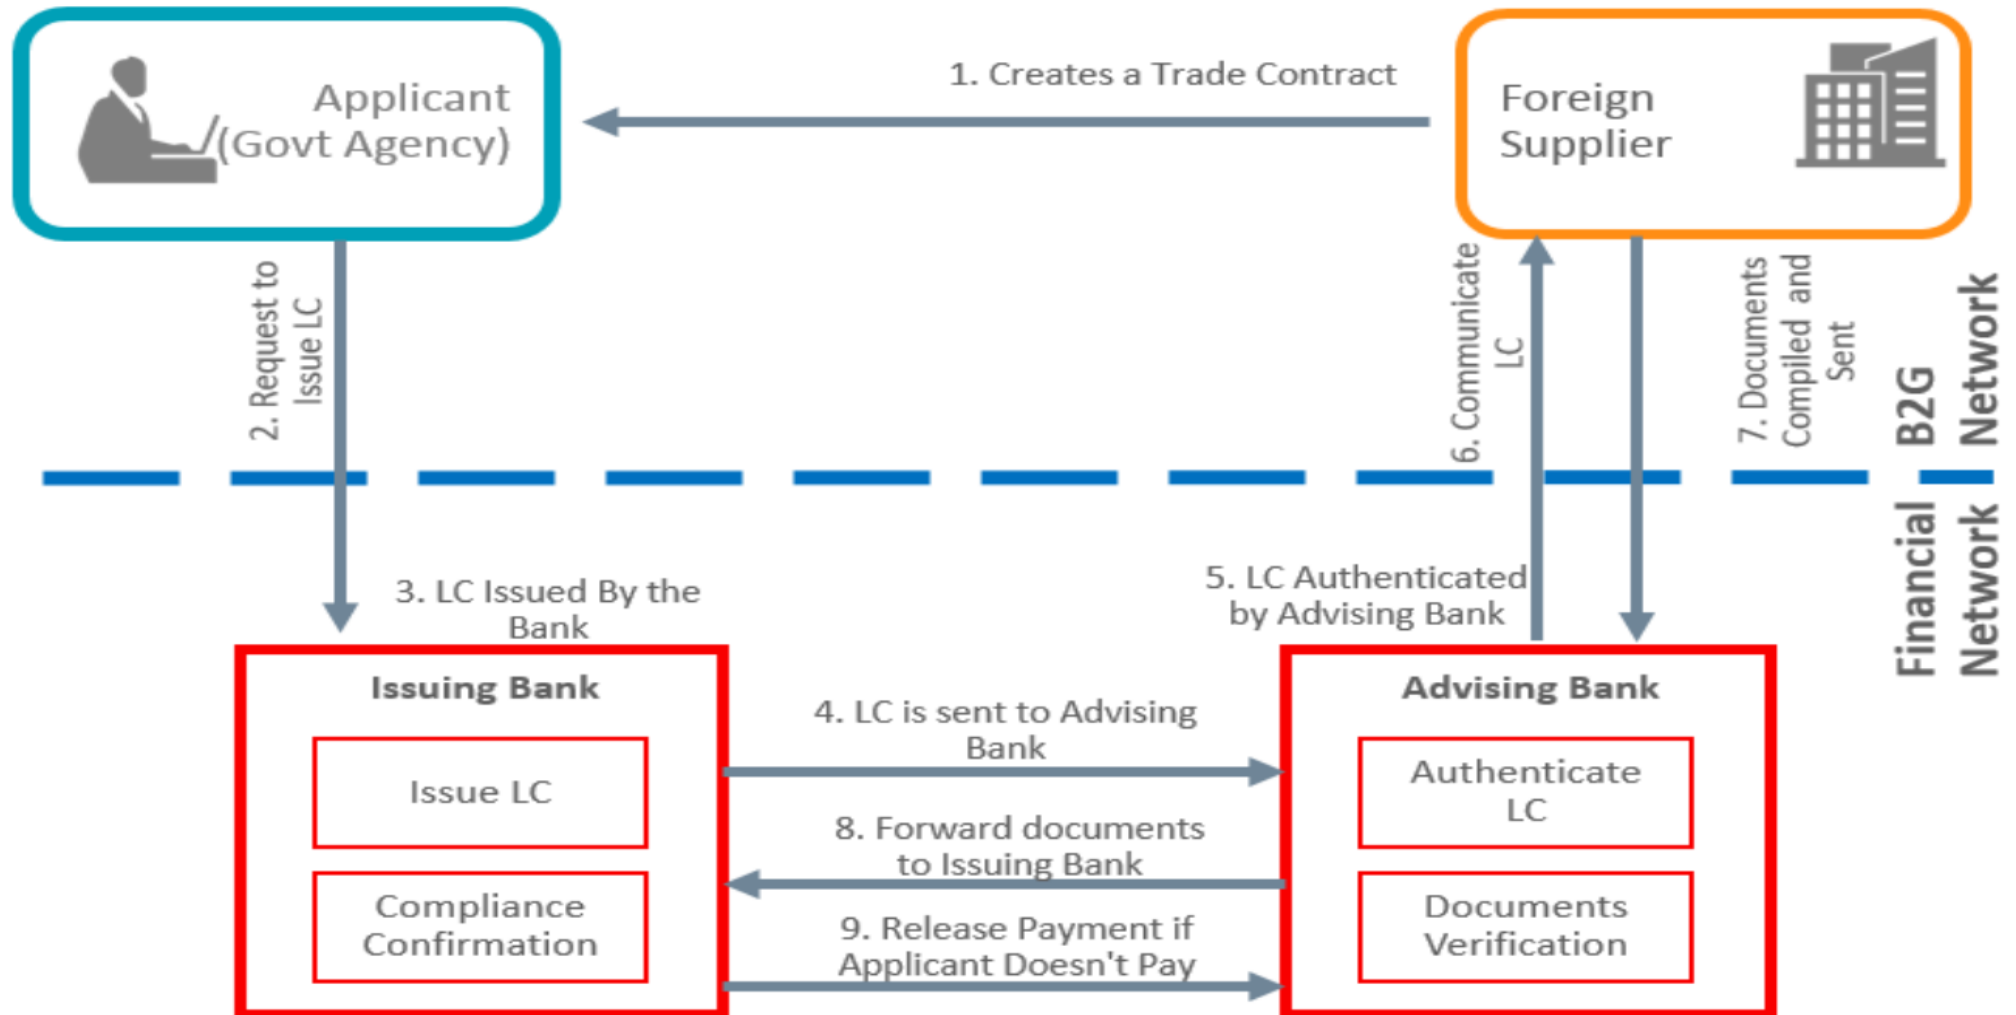 1. Creates a Trade Contract
Applicant
(Govt Agency)
Foreign
Supplier
2. Request to
Issue LC
6. Communicate
LC
7. Documents
Compiled and
Sent
B2G
Network
Financial
Network
3. LC Issued By the
Bank
5. LC Authenticated
by Advising Bank
Issuing Bank
Issue LC
Compliance
Confirmation
4. LC is sent to Advising
Bank
8. Forward documents
to Issuing Bank
9. Release Payment if
Applicant Doesn't Pay
Advising Bank
Authenticate
LC
Documents
Verification